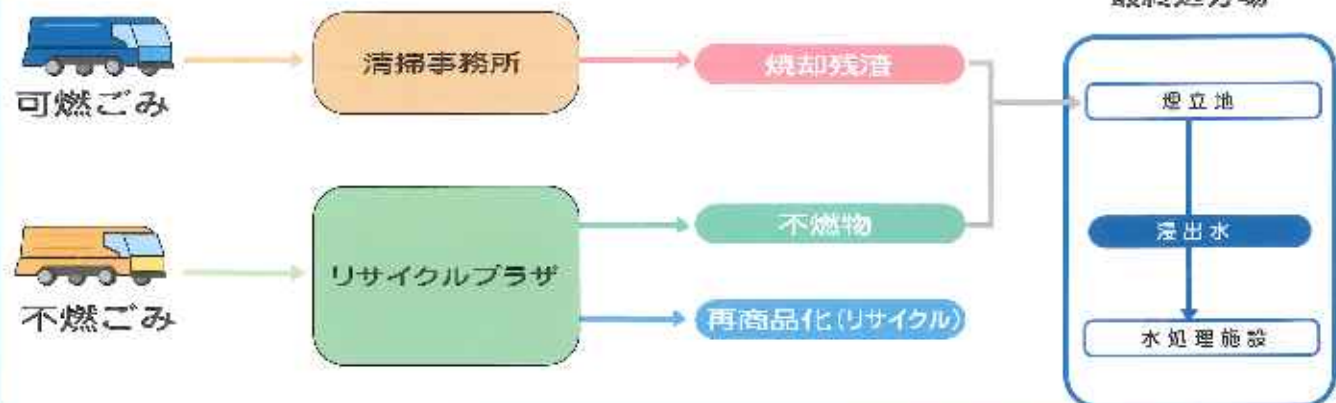 最終処分場
可燃ごみ
清掃事務所
焼却残渣
埋立地
不燃ごみ
リサイクルプラザ
不燃物
再商品化(リサイクル)
浸出水
水処理施設